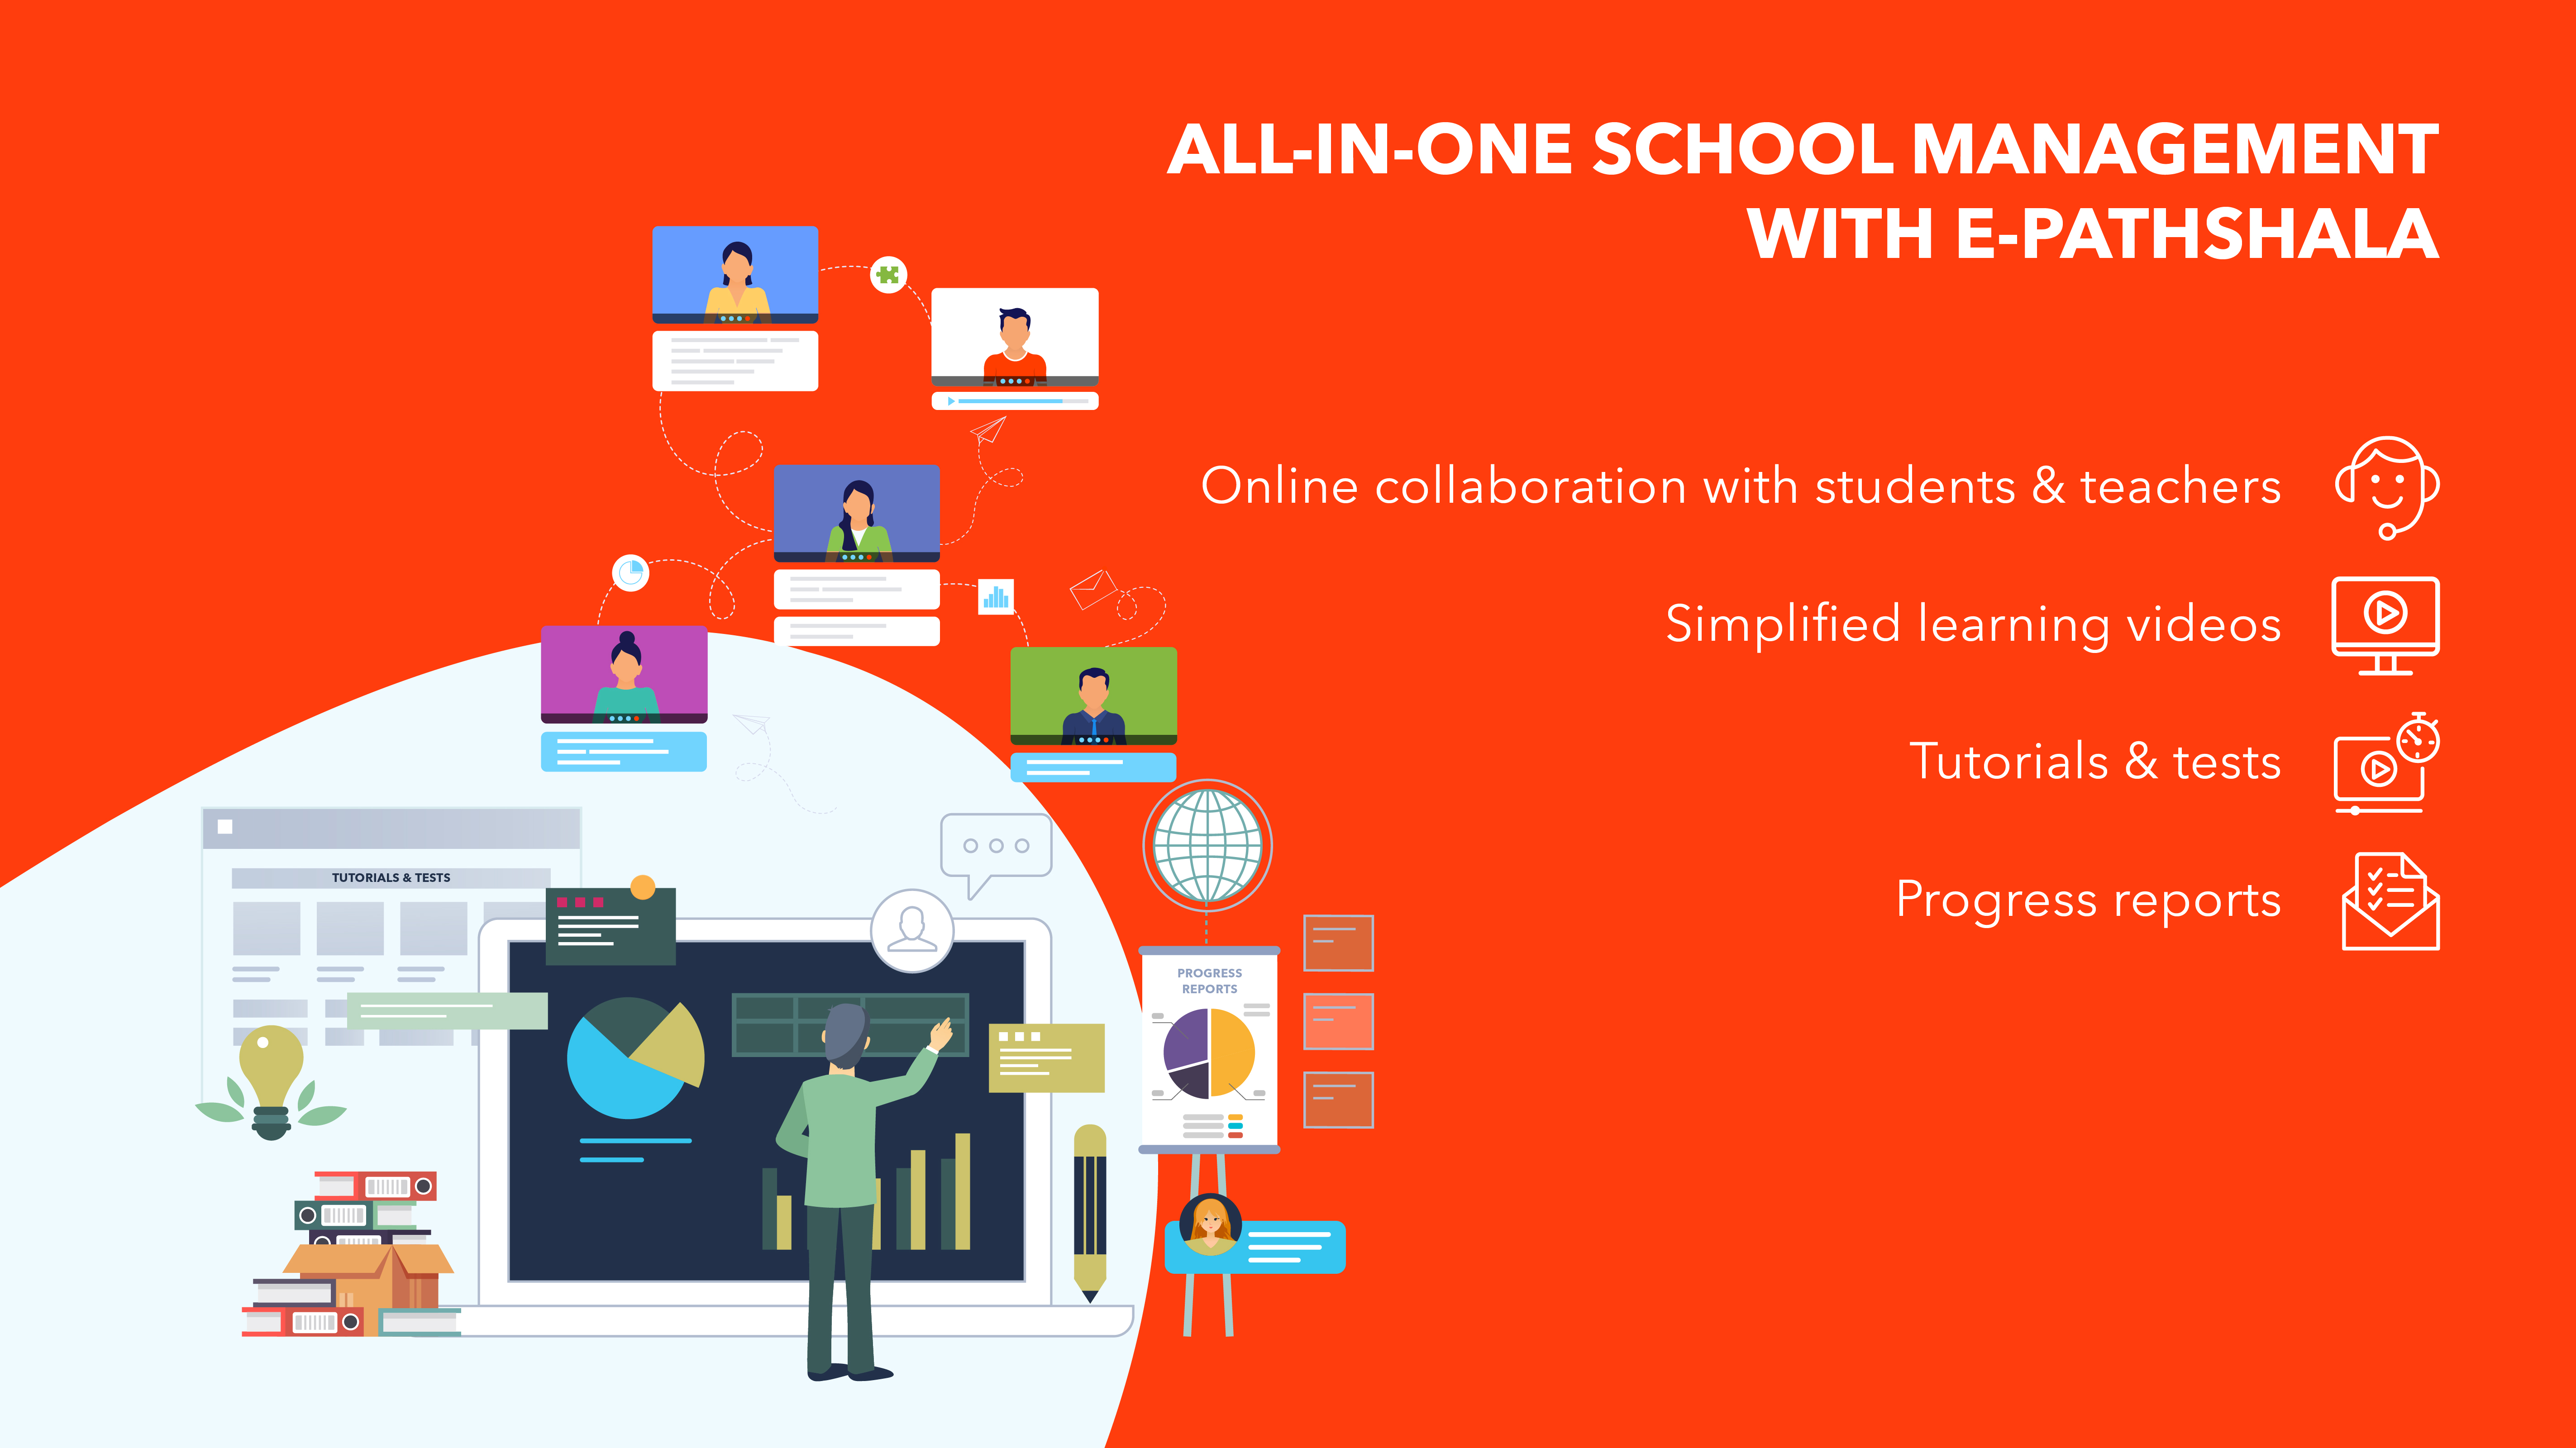 ALL-IN-ONE SCHOOL MANAGEMENT
WITH E-PATHSHALA
Online collaboration with students & teachers
Simplified learning videos
Tutorials & tests
Progress reports
TUTORIALS & TESTS
PROGRESS
REPORTS